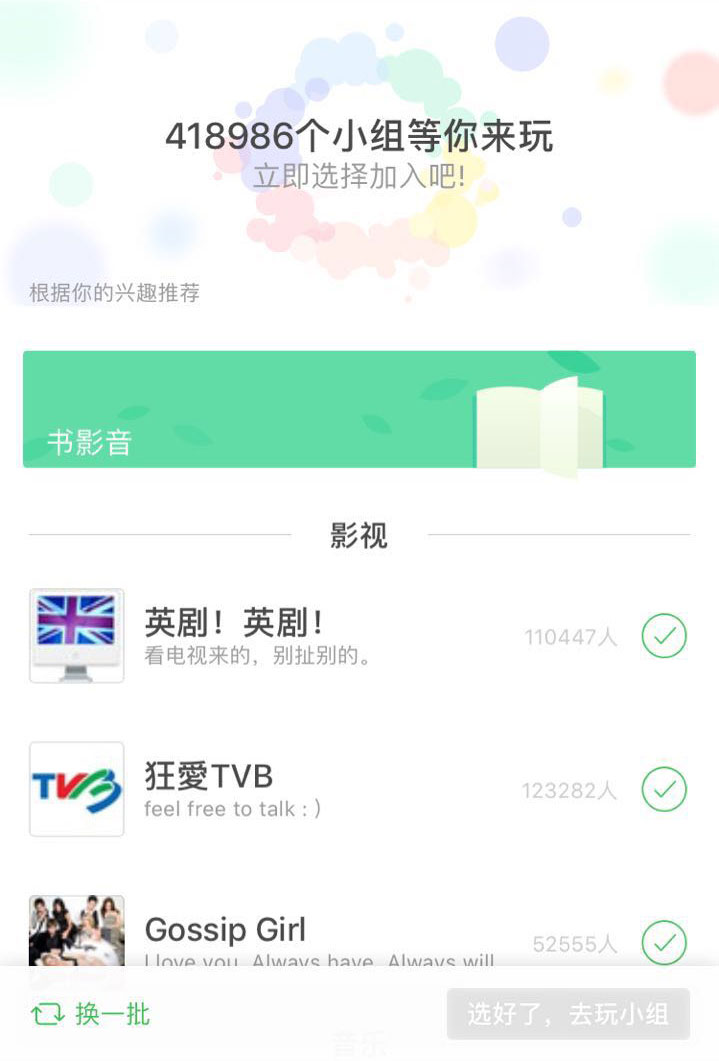 418986个小组等你来玩
立即选择加入吧!
根据你的兴趣推荐
书影音
影视
英剧！英剧！
110447人
看电视来的，别扯别的。
TVB
狂愛TVB
123282人
feel free to talk : )
Gossip Girl
52555人
I love you. Always have. Always will
换一批
选好了，去玩小组
音乐